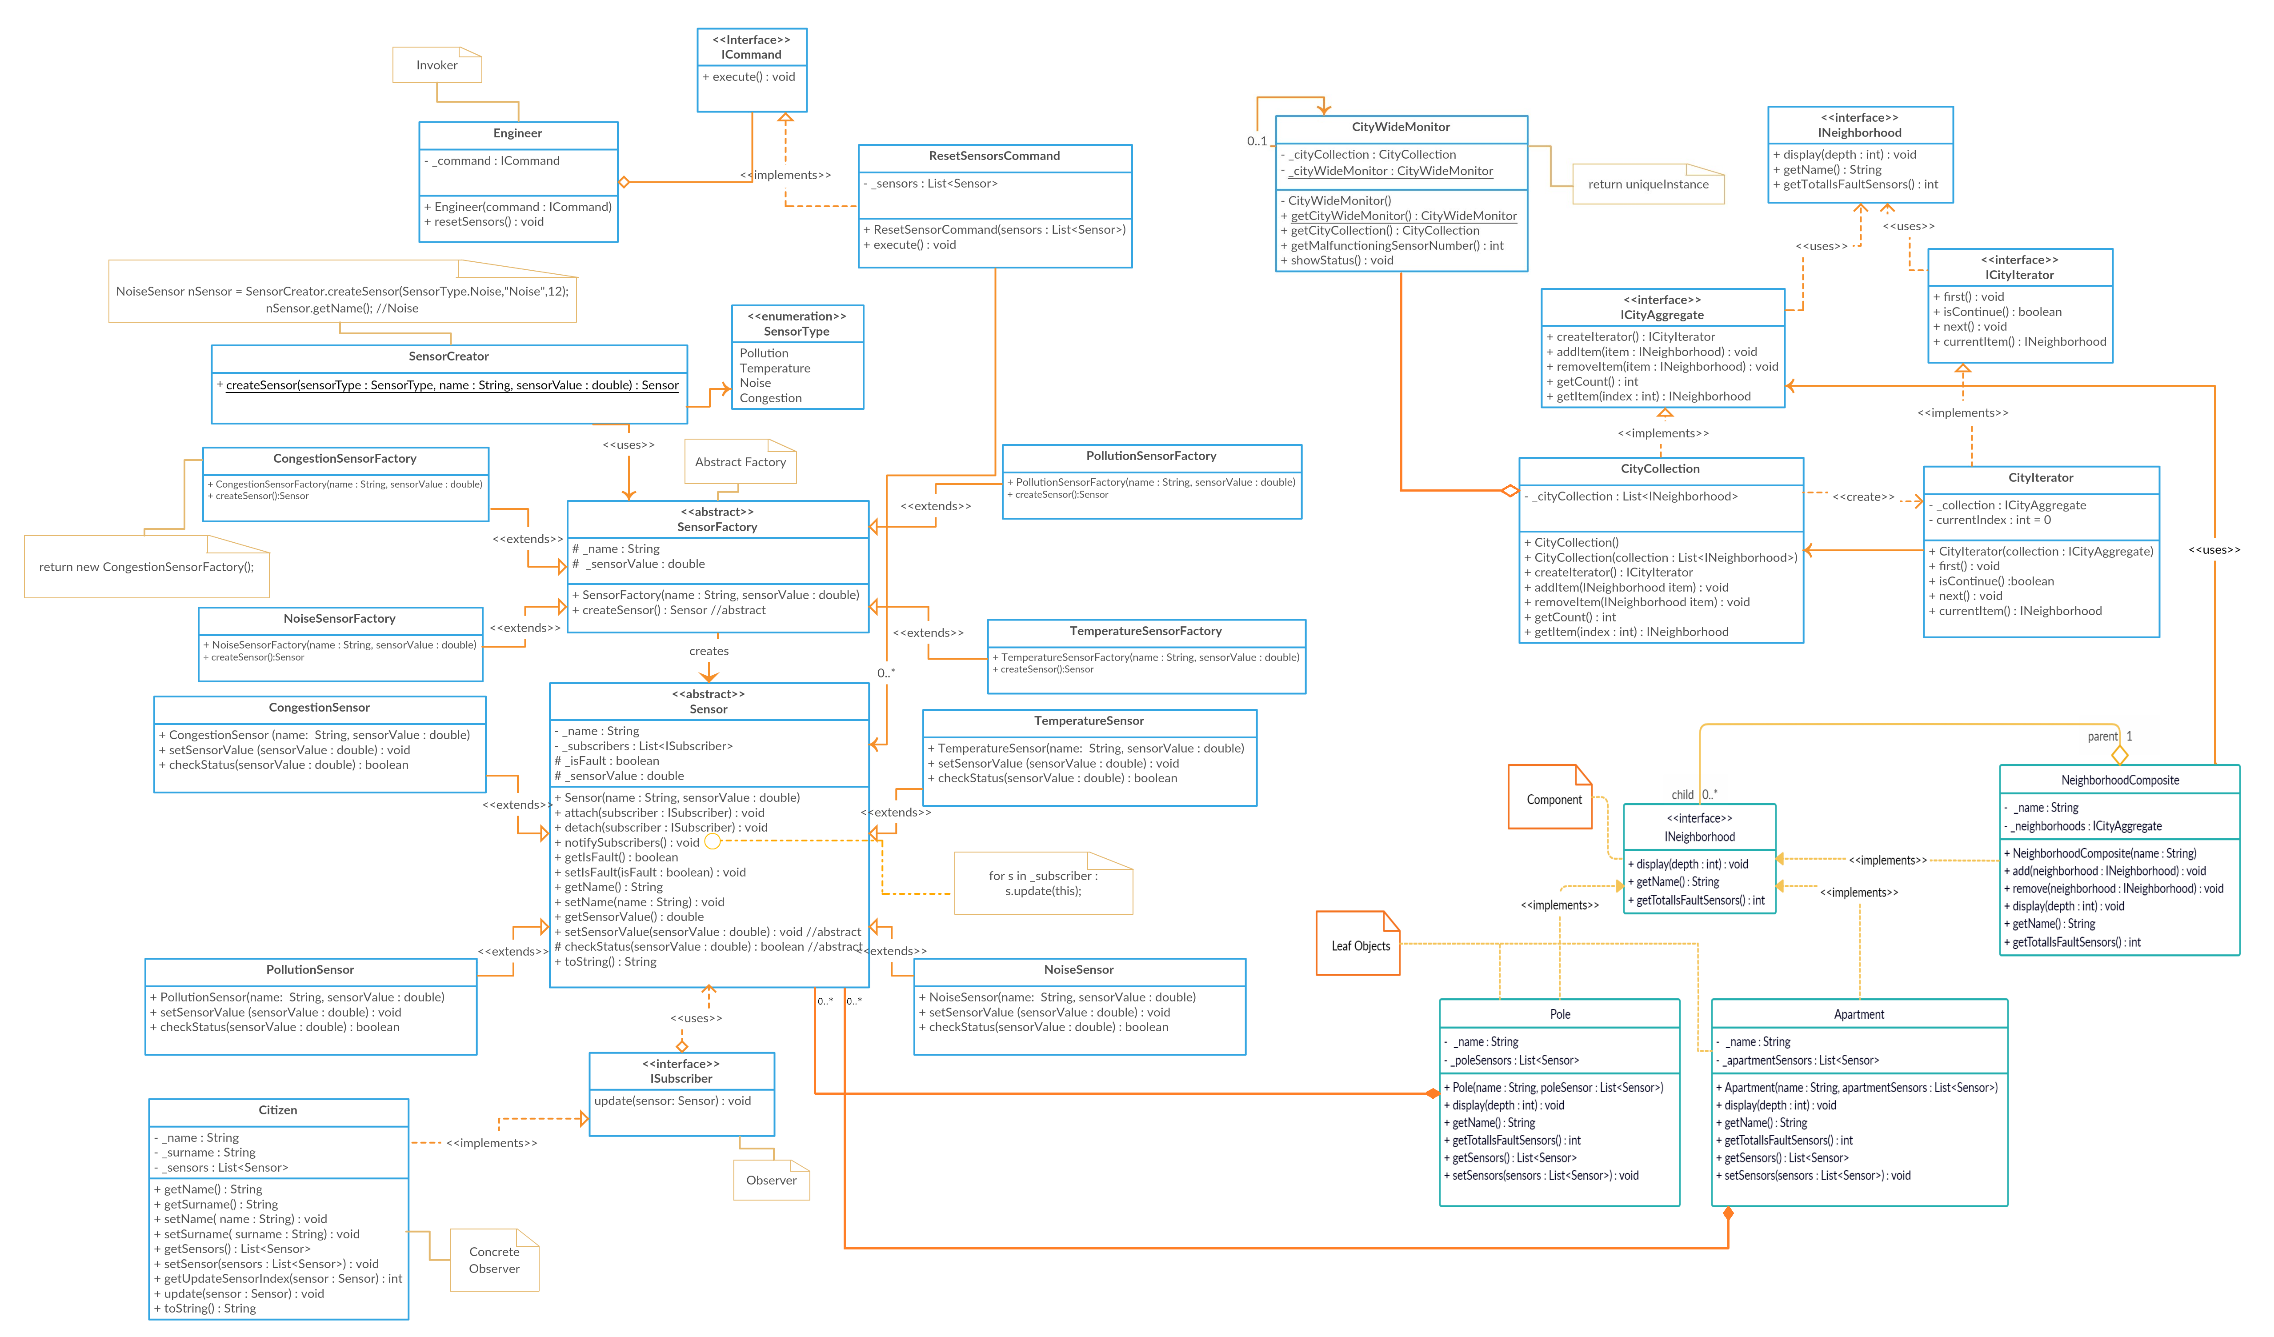 Invoker
<<Interface>>
ICommand
+ execute() : void
Engineer
- _command : ICommand
+ Engineer(command : ICommand)
+ resetSensors() : void
<<implements>>
ResetSensorsCommand
- _sensors : List<Sensor>
+ ResetSensorCommand(sensors : List<Sensor>)
+ execute() : void
NoiseSensor nSensor = SensorCreator.createSensor(SensorType.Noise,"Noise",12);
nSensor.getName(); //Noise
SensorCreator
+ createSensor(sensorType : SensorType, name : String, sensorValue : double) : Sensor
<<enumeration>>
SensorType
Pollution
Temperature
Noise
Congestion
<<uses>>
Abstract Factory
CongestionSensorFactory
+ CongestionSensorFactory(name : String, sensorValue : double)
+ createSensor():Sensor
<<extends>>
return new CongestionSensorFactory();
<<abstract>>
SensorFactory
# _name : String
# _sensorValue : double
+ SensorFactory(name : String, sensorValue : double)
+ createSensor() : Sensor //abstract
PollutionSensorFactory
+ PollutionSensorFactory(name : String, sensorValue : double)
+ createSensor():Sensor
<<extends>>
NoiseSensorFactory
+ NoiseSensorFactory(name : String, sensorValue : double)
+ createSensor():Sensor
<<extends>>
TemperatureSensorFactory
+ TemperatureSensorFactory(name : String, sensorValue : double)
+ createSensor():Sensor
<<extends>>
creates
0..*
<<abstract>>
Sensor
- _name : String
- _subscribers : List<ISubscriber>
# _isFault : boolean
# _sensorValue : double
+ Sensor(name : String, sensorValue : double)
+ attach(subscriber : ISubscriber) : void
+ detach(subscriber : ISubscriber) : void
+ notifySubscribers() : void
+ getIsFault() : boolean
+ setIsFault(isFault : boolean) : void
+ getName() : String
+ setName(name : String) : void
+ getSensorValue() : double
+ setSensorValue(sensorValue : double) : void //abstract
# checkStatus(sensorValue : double) : boolean //abstract
+ toString() : String
CongestionSensor
+ CongestionSensor (name: String, sensorValue : double)
+ setSensorValue (sensorValue : double) : void
+ checkStatus(sensorValue : double) : boolean
<<extends>>
TemperatureSensor
+ TemperatureSensor(name: String, sensorValue : double)
+ setSensorValue (sensorValue : double) : void
+ checkStatus(sensorValue : double) : boolean
<<extends>>
for s in _subscriber :
s.update(this);
PollutionSensor
+ PollutionSensor(name: String, sensorValue : double)
+ setSensorValue (sensorValue : double) : void
+ checkStatus(sensorValue : double) : boolean
<<extends>>
NoiseSensor
+ NoiseSensor(name: String, sensorValue : double)
+ setSensorValue (sensorValue : double) : void
+ checkStatus(sensorValue : double) : boolean
<<extends>>
0..*
0..*
<<uses>>
<<interface>>
ISubscriber
update(sensor: Sensor) : void
Observer
<<implements>>
Citizen
- _name : String
- _surname : String
- _sensors : List<Sensor>
+ getName() : String
+ getSurname() : String
+ setName( name : String) : void
+ setSurname( surname : String) : void
+ getSensors() : List<Sensor>
+ setSensor(sensors : List<Sensor>) : void
+ getUpdateSensorIndex(sensor : Sensor) : int
+ update(sensor : Sensor) : void
+ toString() : String
Concrete
Observer
0..1
CityWideMonitor
- _cityCollection : CityCollection
- _cityWideMonitor : CityWideMonitor
- CityWideMonitor()
+ getCityWideMonitor() : CityWideMonitor
+ getCityCollection() : CityCollection
+ getMalfunctioningSensorNumber() : int
+ showStatus() : void
return uniqueInstance
<<interface>>
INeighborhood
+ display(depth : int) : void
+ getName() : String
+ getTotalIsFaultSensors() : int
<<uses>>
<<uses>>
<<interface>>
ICityAggregate
+ createIterator() : ICityIterator
+ addItem(item : INeighborhood) : void
+ removeItem(item : INeighborhood) : void
+ getCount() : int
+ getItem(index : int) : INeighborhood
<<interface>>
ICityIterator
+ first() : void
+ isContinue() : boolean
+ next() : void
+ currentItem() : INeighborhood
<<implements>>
<<implements>>
CityCollection
- _cityCollection : List<INeighborhood>
+ CityCollection()
+ CityCollection(collection : List<INeighborhood>)
+ createIterator() : ICityIterator
+ addItem(INeighborhood item) : void
+ removeItem(INeighborhood item) : void
+ getCount() : int
+ getItem(index : int) : INeighborhood
<<create>>
CityIterator
- _collection : ICityAggregate
- currentIndex : int = 0
+ CityIterator(collection : ICityAggregate)
+ first() : void
+ isContinue() :boolean
+ next() : void
+ currentItem() : INeighborhood
<<uses>>
parent 1
child 0..*
Component
<<interface>>
INeighborhood
+ display(depth : int) : void
+ getName() : String
+ getTotalIsFaultSensors() : int
NeighborhoodComposite
- _name : String
- _neighborhoods : ICityAggregate
+ NeighborhoodComposite(name : String)
+ add(neighborhood : INeighborhood) : void
+ remove(neighborhood : INeighborhood) : void
+ display(depth : int) : void
+ getName() : String
+ getTotalIsFaultSensors() : int
<<implements>>
<<implements>>
<<implements>>
Leaf Objects
Pole
- _name : String
- _poleSensors : List<Sensor>
+ Pole(name : String, poleSensor : List<Sensor>)
+ display(depth : int) : void
+ getName() : String
+ getTotalIsFaultSensors() : int
+ getSensors() : List<Sensor>
+ setSensors(sensors : List<Sensor>) : void
Apartment
- _name : String
- _apartmentSensors : List<Sensor>
+ Apartment(name : String, apartmentSensors : List<Sensor>)
+ display(depth : int) : void
+ getName() : String
+ getTotalIsFaultSensors() : int
+ getSensors() : List<Sensor>
+ setSensors(sensors : List<Sensor>) : void